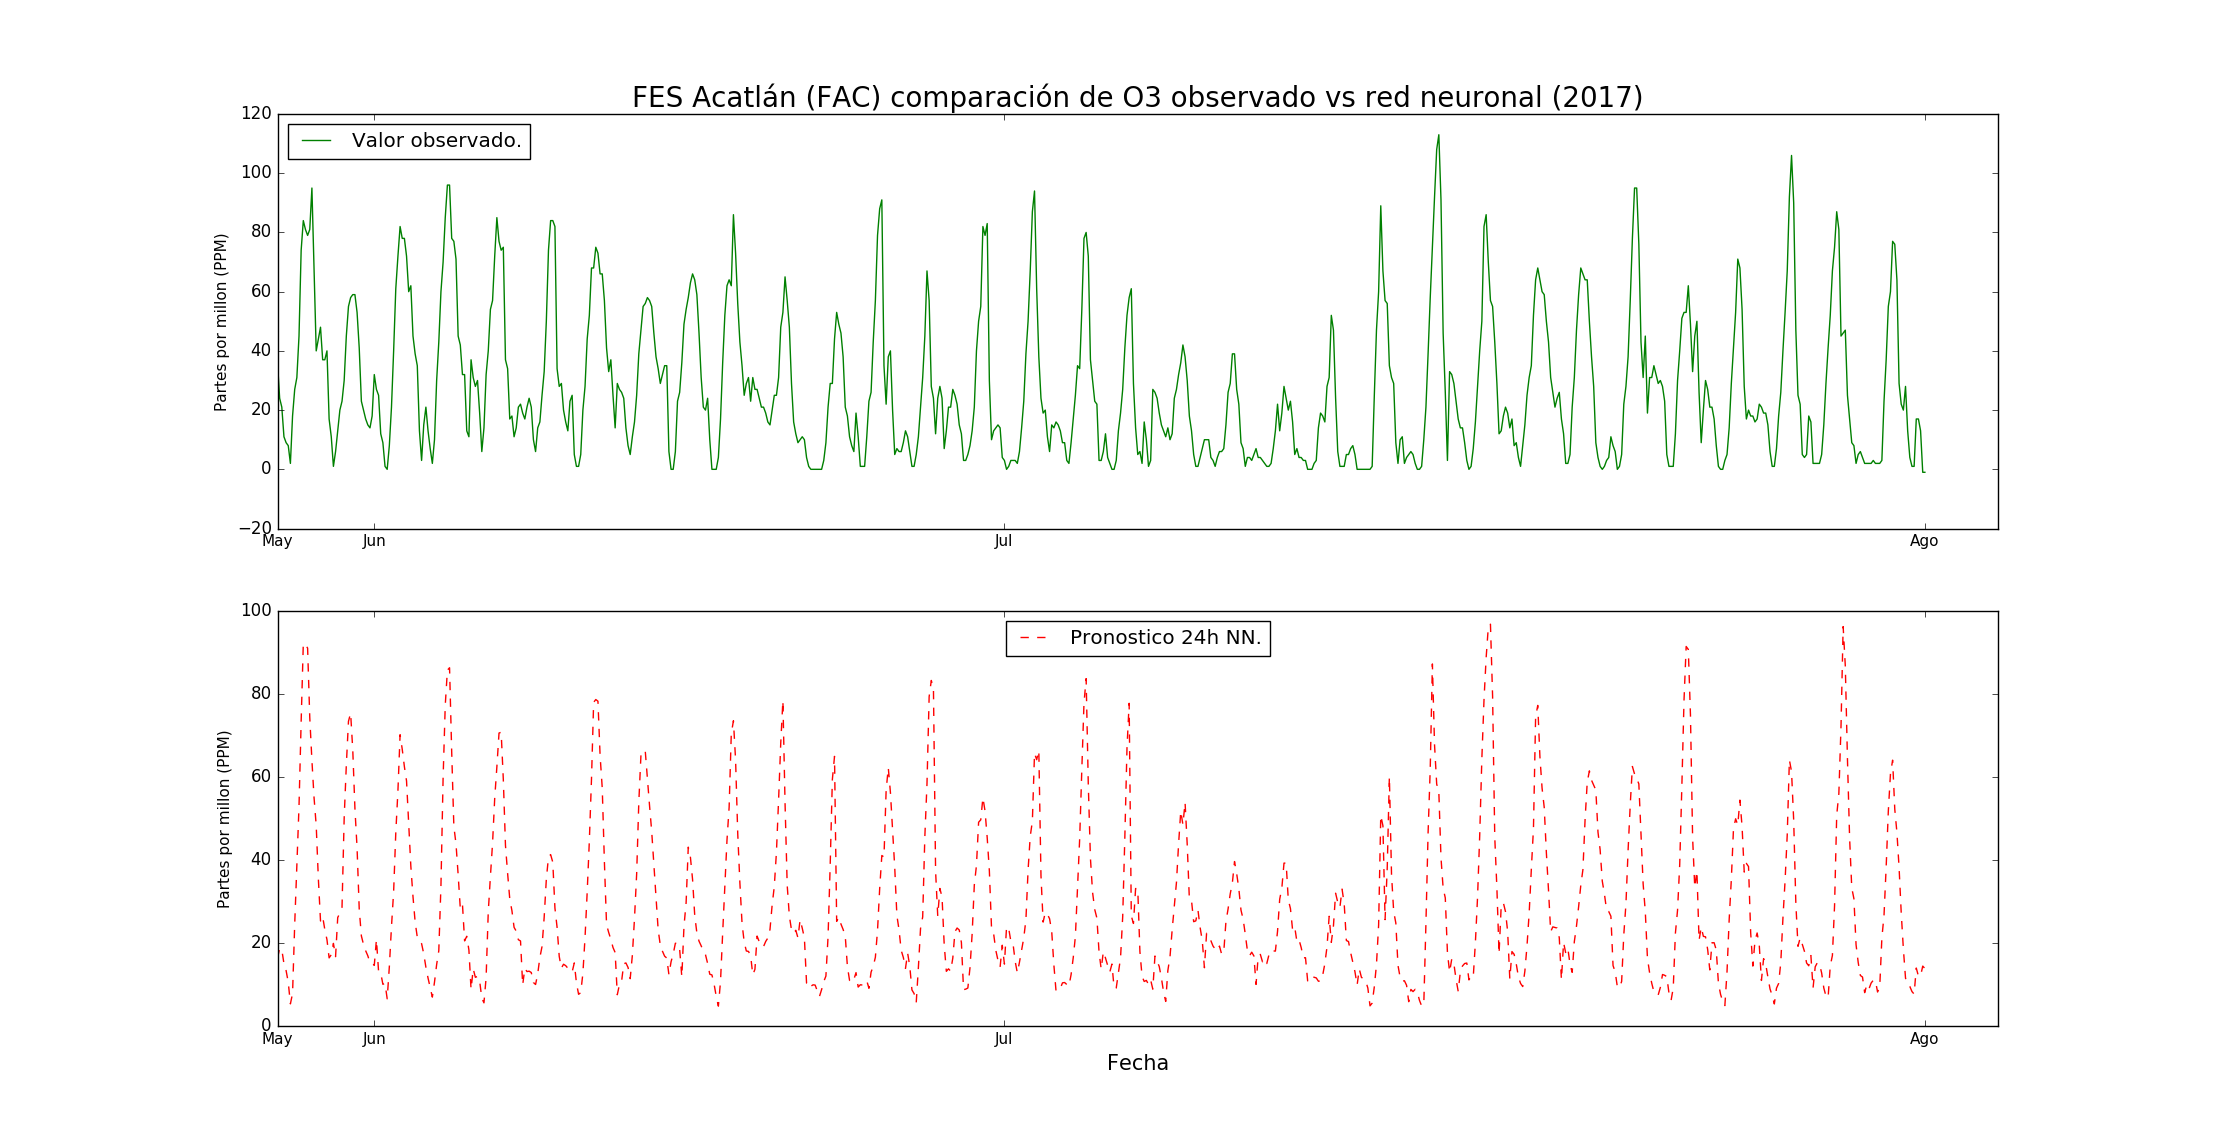 FES Acatlán (FAC) comparación de O3 observado vs red neuronal (2017)
120
100
80
60
40
20
0
−20
Partes por millon (PPM)
Valor observado.
May Jun Jul Ago
100
80
60
40
20
0
Partes por millon (PPM)
Pronostico 24h NN.
May Jun Jul Ago
Fecha